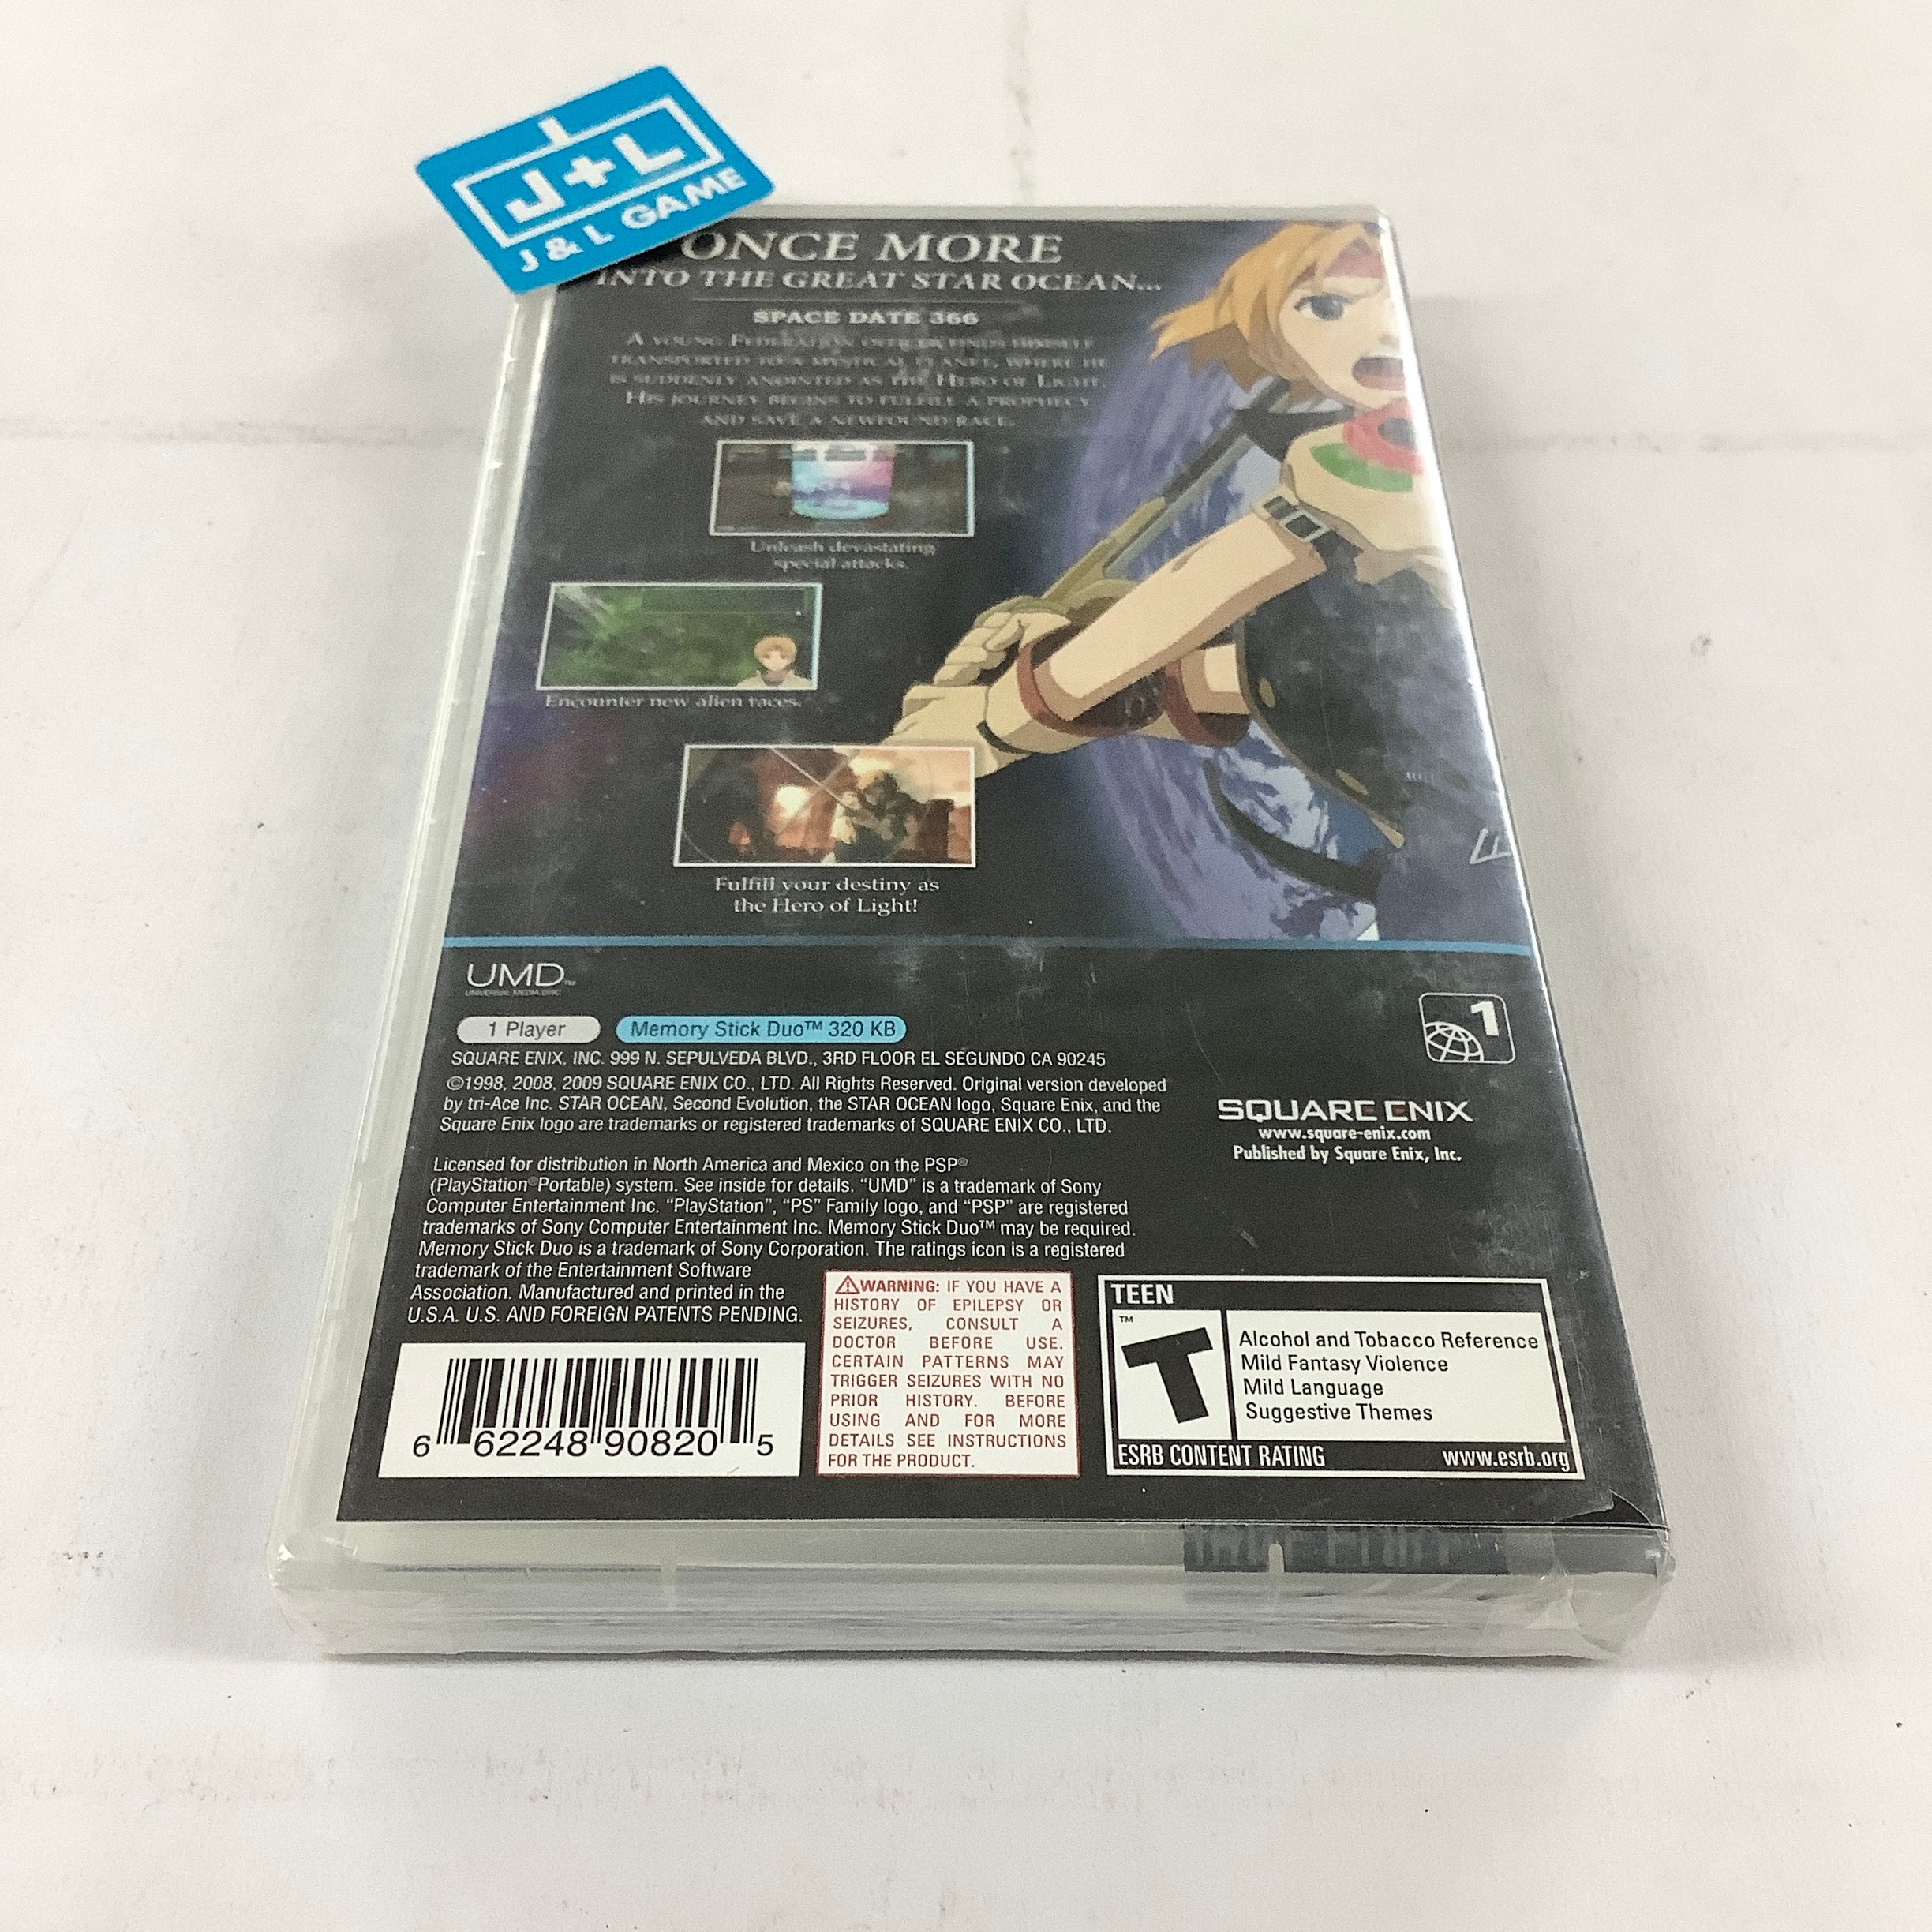 J+L
J & L GAME
ONCE MORE
INTO THE GREAT STAR OCEAN...
SPACE DATE 366
A YOUNG FEDERATION OFFICER FINDS HIMSELF
TRANSPORTED TO A MYSTICAL PLANET, WHERE HE
IS SUDDENLY ANOINTED AS THE HERO OF LIGHT.
HIS JOURNEY BEGINS TO FULFILL A PROPHECY
AND SAVE A NEWFOUND RACE.
Unleash devastating
special attacks.
Encounter new alien races.
Fulfill your destiny as
the Hero of Light!
UMD™
UNIVERSAL MEDIA DISC
1 Player
Memory Stick Duo™ 320 KB
1
SQUARE ENIX, INC. 999 N. SEPULVEDA BLVD., 3RD FLOOR EL SEGUNDO CA 90245
©1998, 2008, 2009 SQUARE ENIX CO., LTD. All Rights Reserved. Original version developed
by tri-Ace Inc. STAR OCEAN, Second Evolution, the STAR OCEAN logo, Square Enix, and the
Square Enix logo are trademarks or registered trademarks of SQUARE ENIX CO., LTD.
SQUARE ENIX
www.square-enix.com
Published by Square Enix, Inc.
Licensed for distribution in North America and Mexico on the PSP®
(PlayStation®Portable) system. See inside for details. “UMD” is a trademark of Sony
Computer Entertainment Inc. “PlayStation”, “PS” Family logo, and “PSP” are registered
trademarks of Sony Computer Entertainment Inc. Memory Stick Duo™ may be required.
Memory Stick Duo is a trademark of Sony Corporation. The ratings icon is a registered
trademark of the Entertainment Software
Association. Manufactured and printed in the
U.S.A. U.S. AND FOREIGN PATENTS PENDING.
6 62248 90820 5
WARNING: IF YOU HAVE A
HISTORY OF EPILEPSY OR
SEIZURES, CONSULT A
DOCTOR BEFORE USE.
CERTAIN PATTERNS MAY
TRIGGER SEIZURES WITH NO
PRIOR HISTORY. BEFORE
USING AND FOR MORE
DETAILS SEE INSTRUCTIONS
FOR THE PRODUCT.
TEEN
T™
Alcohol and Tobacco Reference
Mild Fantasy Violence
Mild Language
Suggestive Themes
ESRB CONTENT RATING
www.esrb.org